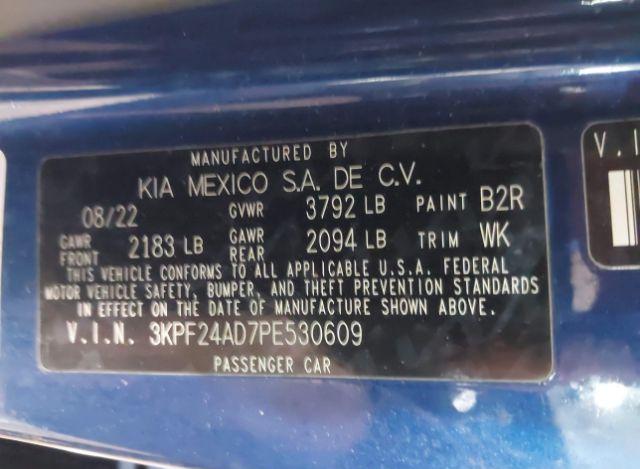 MANUFACTURED BY
KIA MEXICO S.A. DE C.V.
08/22 GVWR 3792 LB PAINT B2R
GAWR FRONT 2183 LB GAWR REAR 2094 LB TRIM WK
THIS VEHICLE CONFORMS TO ALL APPLICABLE U.S.A. FEDERAL
MOTOR VEHICLE SAFETY, BUMPER, AND THEFT PREVENTION STANDARDS
IN EFFECT ON THE DATE OF MANUFACTURE SHOWN ABOVE.
V.I.N. 3KPF24AD7PE530609
PASSENGER CAR
V.I